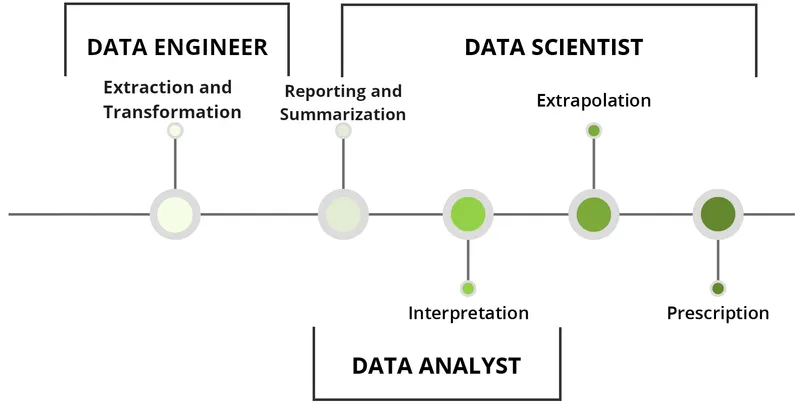 DATA ENGINEER
DATA SCIENTIST
Extraction and
Transformation
Reporting and
Summarization
Extrapolation
Interpretation
Prescription
DATA ANALYST